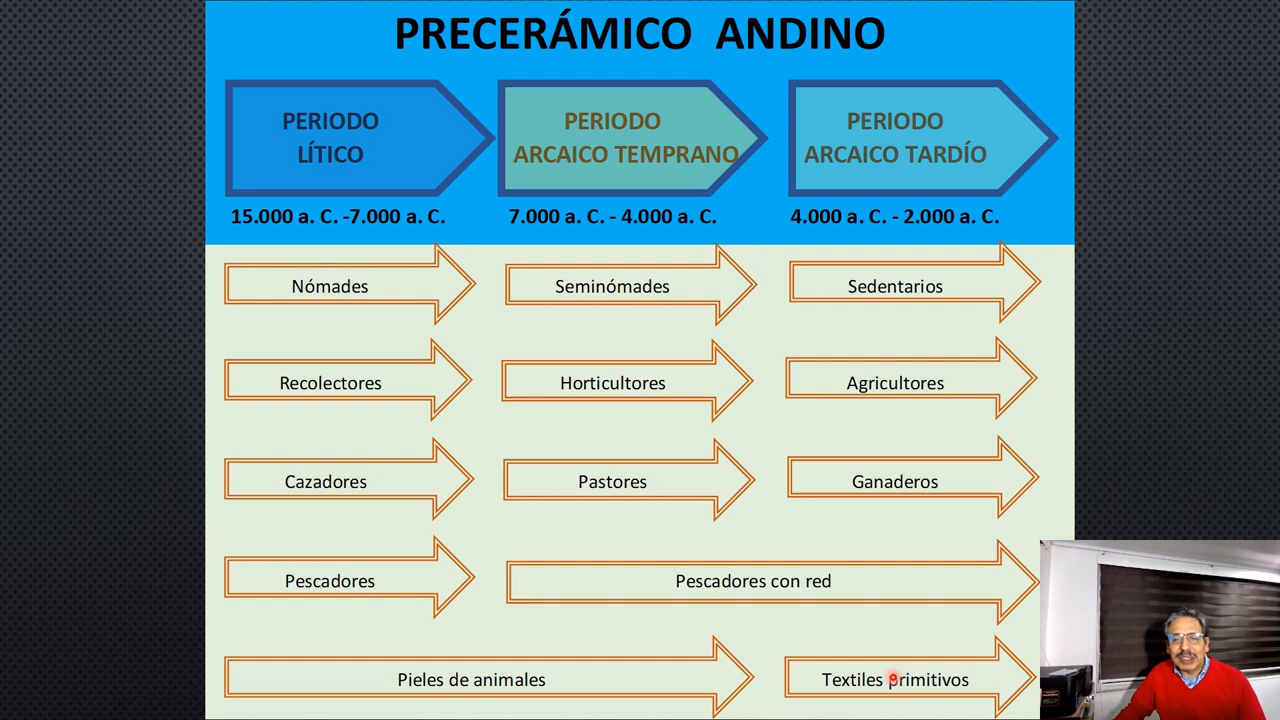 PRECERÁMICO ANDINO
PERIODO
LÍTICO
PERIODO
ARCAICO TEMPRANO
PERIODO
ARCAICO TARDÍO
15.000 a. C. -7.000 a. C.
7.000 a. C. - 4.000 a. C.
4.000 a. C. - 2.000 a. C.
Nómades
Seminómades
Sedentarios
Recolectores
Horticultores
Agricultores
Cazadores
Pastores
Ganaderos
Pescadores
Pescadores con red
Pieles de animales
Textiles primitivos